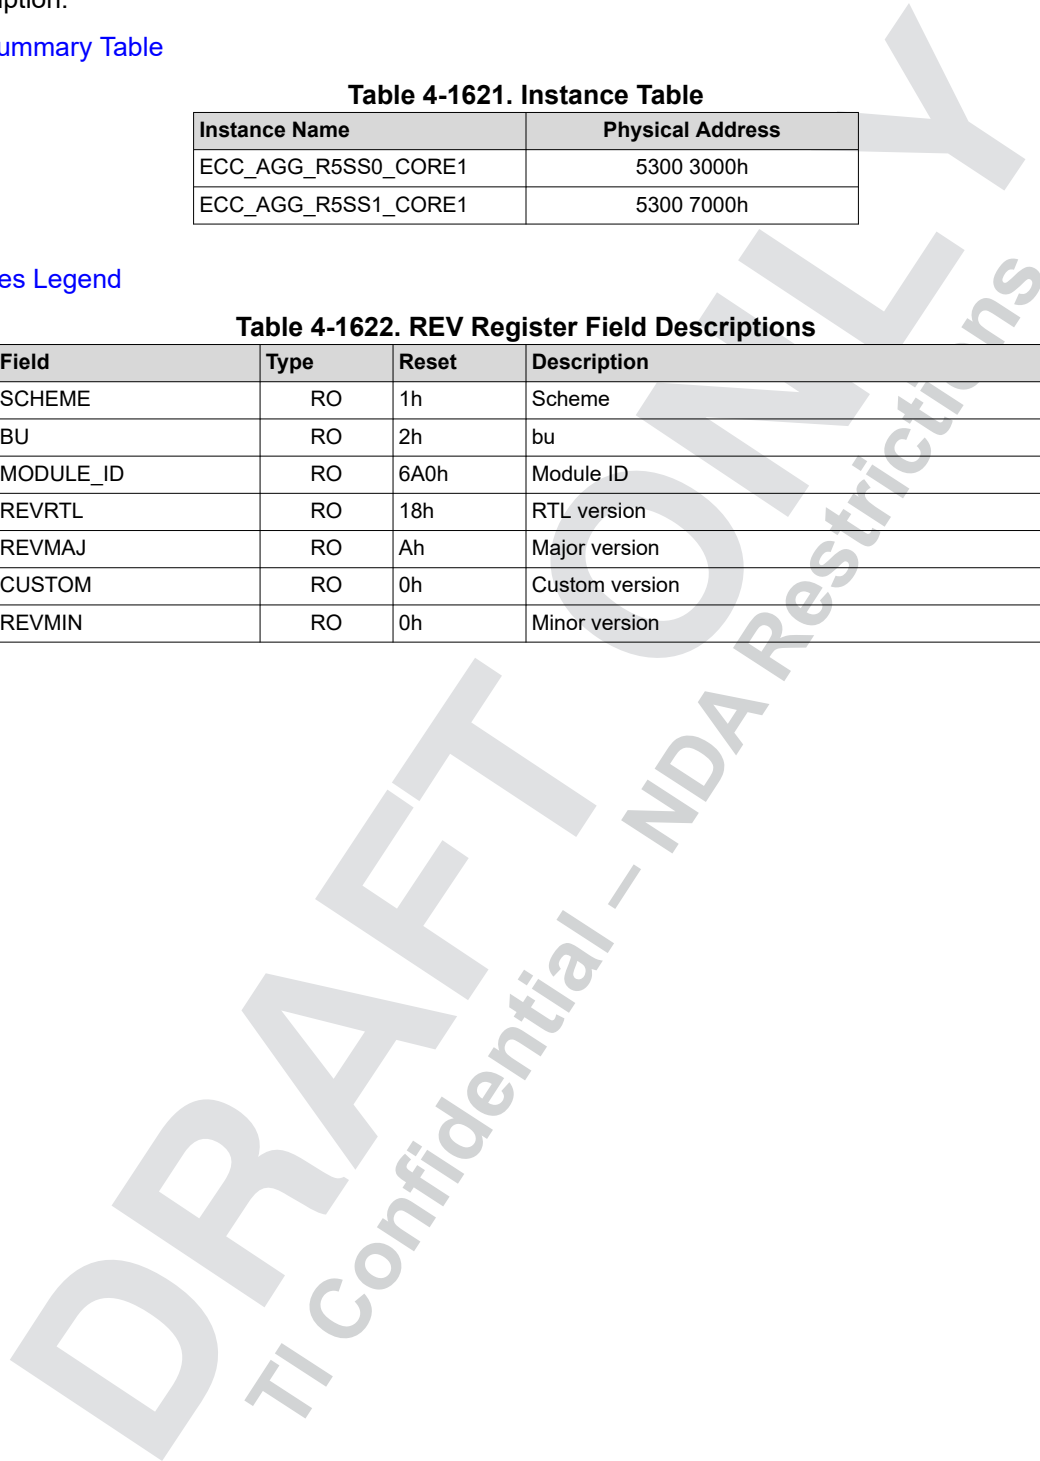 ption.
ummary Table
Table 4-1621. Instance Table
Instance Name Physical Address
ECC_AGG_R5SS0_CORE1 5300 3000h
ECC_AGG_R5SS1_CORE1 5300 7000h
es Legend
Table 4-1622. REV Register Field Descriptions
Field Type Reset Description
SCHEME RO 1h Scheme
BU RO 2h bu
MODULE_ID RO 6A0h Module ID
REVRTL RO 18h RTL version
REVMAJ RO Ah Major version
CUSTOM RO 0h Custom version
REVMIN RO 0h Minor version
DRAFT ONLY
TI Confidential – NDA Restrictions